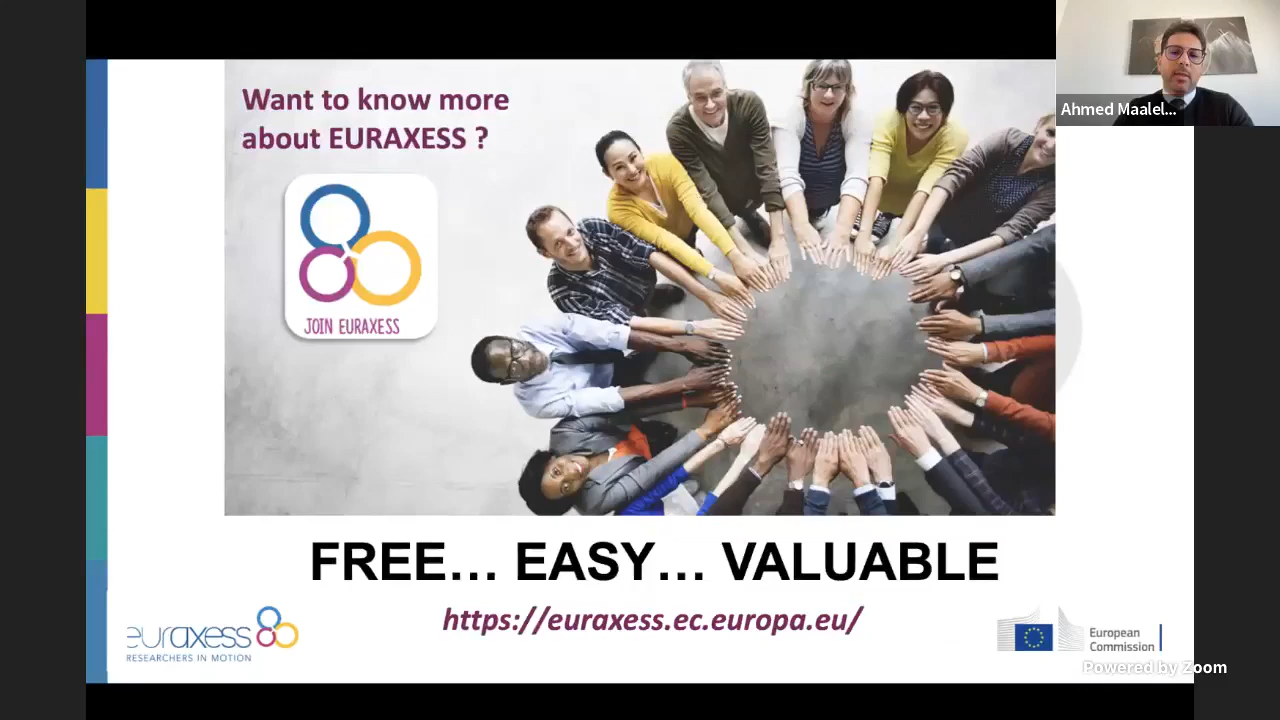 Want to know more
about EURAXESS ?
JOIN EURAXESS
Ahmed Maalel...
FREE... EASY... VALUABLE
https://euraxess.ec.europa.eu/
euraxess
RESEARCHERS IN MOTION
European
Commission
Powered by Zoom